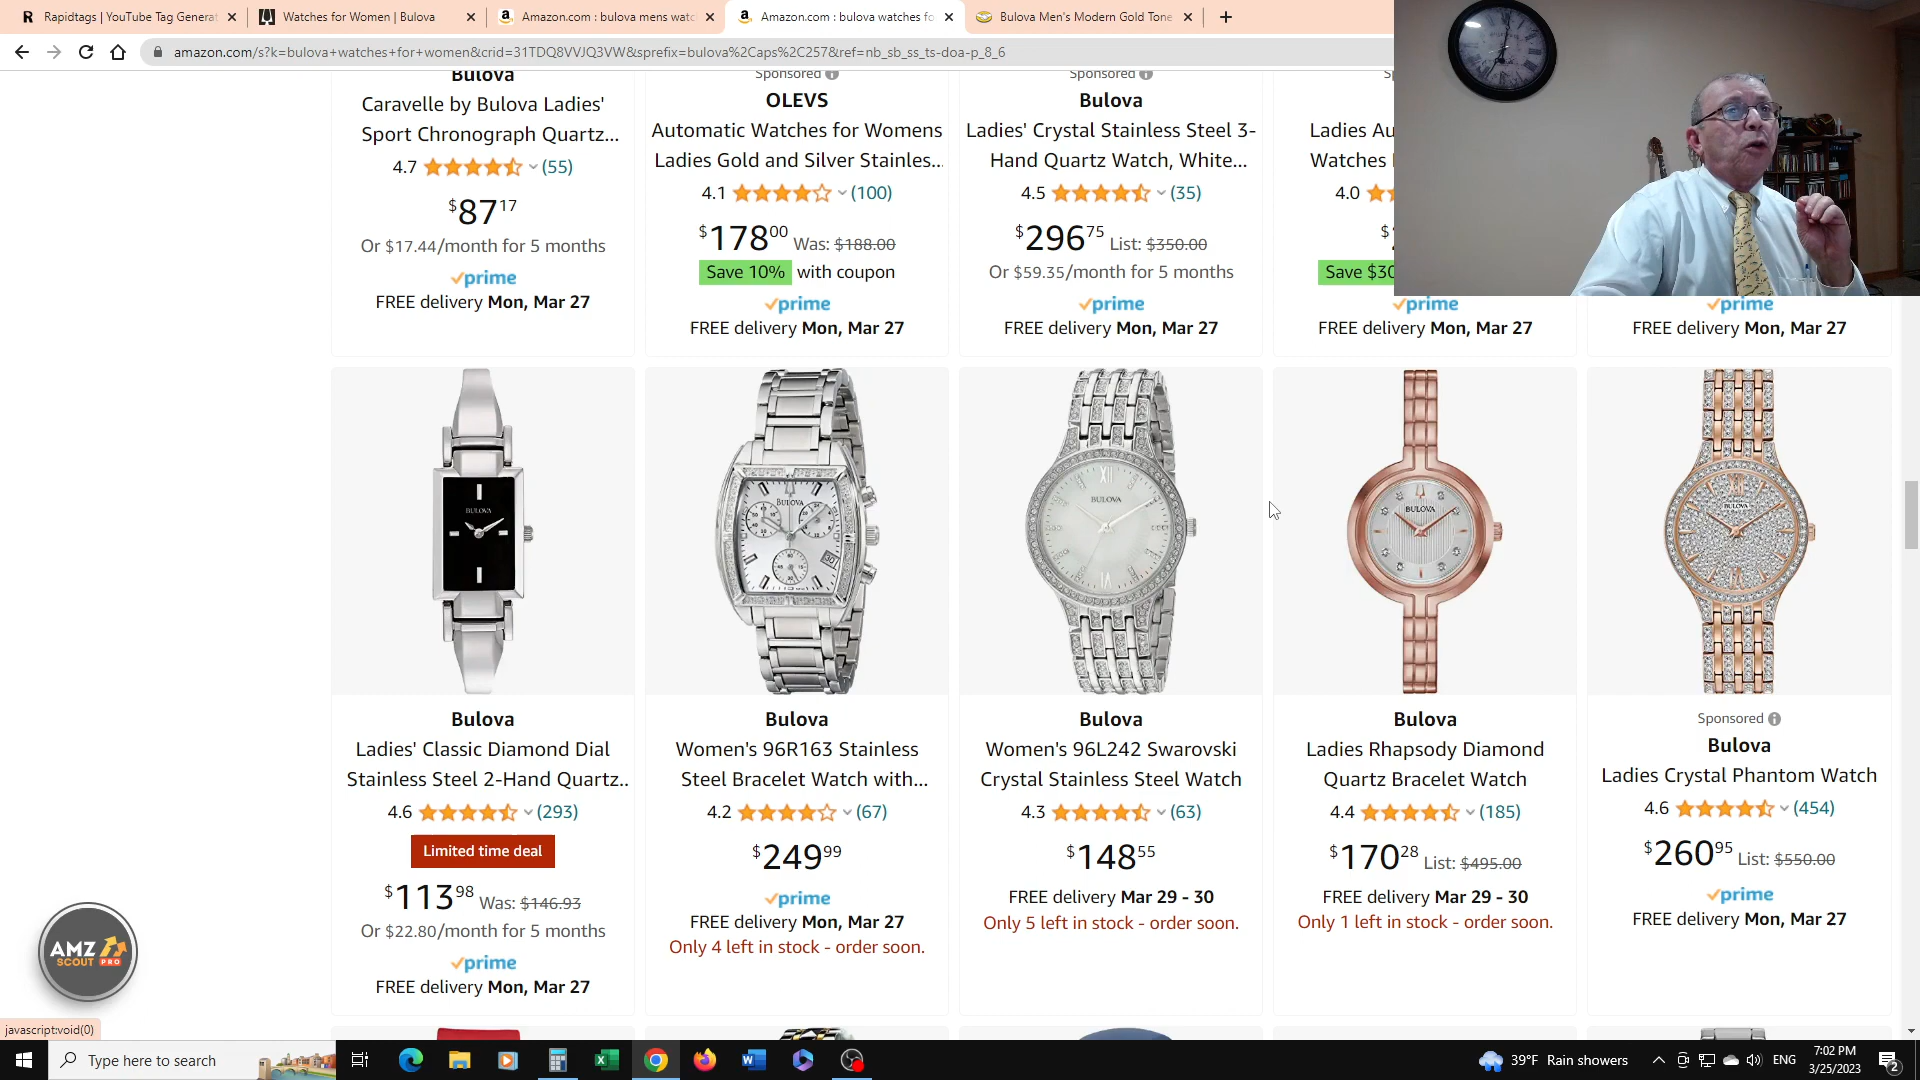 Rapidtags | YouTube Tag Generat
Watches for Women | Bulova
Amazon.com : bulova mens watc
Amazon.com : bulova watches fo
Bulova Men's Modern Gold Tone
amazon.com/s?k=bulova+watches+for+women&crid=31TDQ8VVJQ3VW&sprefix=bulova%2Caps%2C257&ref=nb_sb_ss_ts-doa-p_8_6
Bulova
Caravelle by Bulova Ladies'
Sport Chronograph Quartz...
4.7 (55)
$87.17
Or $17.44/month for 5 months
prime
FREE delivery Mon, Mar 27
Sponsored
OLEVS
Automatic Watches for Womens
Ladies Gold and Silver Stainles...
4.1 (100)
$178.00 Was: $188.00
Save 10% with coupon
prime
FREE delivery Mon, Mar 27
Sponsored
Bulova
Ladies' Crystal Stainless Steel 3-
Hand Quartz Watch, White...
4.5 (35)
$296.75 List: $350.00
Or $59.35/month for 5 months
prime
FREE delivery Mon, Mar 27
Ladies Au
Watches
4.0
$
Save $30
prime
FREE delivery Mon, Mar 27
prime
FREE delivery Mon, Mar 27
BULOVA
BULOVA
30
BULOVA
BULOVA
BULOVA
Bulova
Ladies' Classic Diamond Dial
Stainless Steel 2-Hand Quartz..
4.6 (293)
Limited time deal
$113.98 Was: $146.93
Or $22.80/month for 5 months
prime
FREE delivery Mon, Mar 27
Bulova
Women's 96R163 Stainless
Steel Bracelet Watch with...
4.2 (67)
$249.99
prime
FREE delivery Mon, Mar 27
Only 4 left in stock - order soon.
Bulova
Women's 96L242 Swarovski
Crystal Stainless Steel Watch
4.3 (63)
$148.55
FREE delivery Mar 29 - 30
Only 5 left in stock - order soon.
Bulova
Ladies Rhapsody Diamond
Quartz Bracelet Watch
4.4 (185)
$170.28 List: $495.00
FREE delivery Mar 29 - 30
Only 1 left in stock - order soon.
Sponsored
Bulova
Ladies Crystal Phantom Watch
4.6 (454)
$260.95 List: $550.00
prime
FREE delivery Mon, Mar 27
AMZ
SCOUT PRO
javascript:void(0)
Type here to search
39°F Rain showers
ENG
7:02 PM
3/25/2023
2